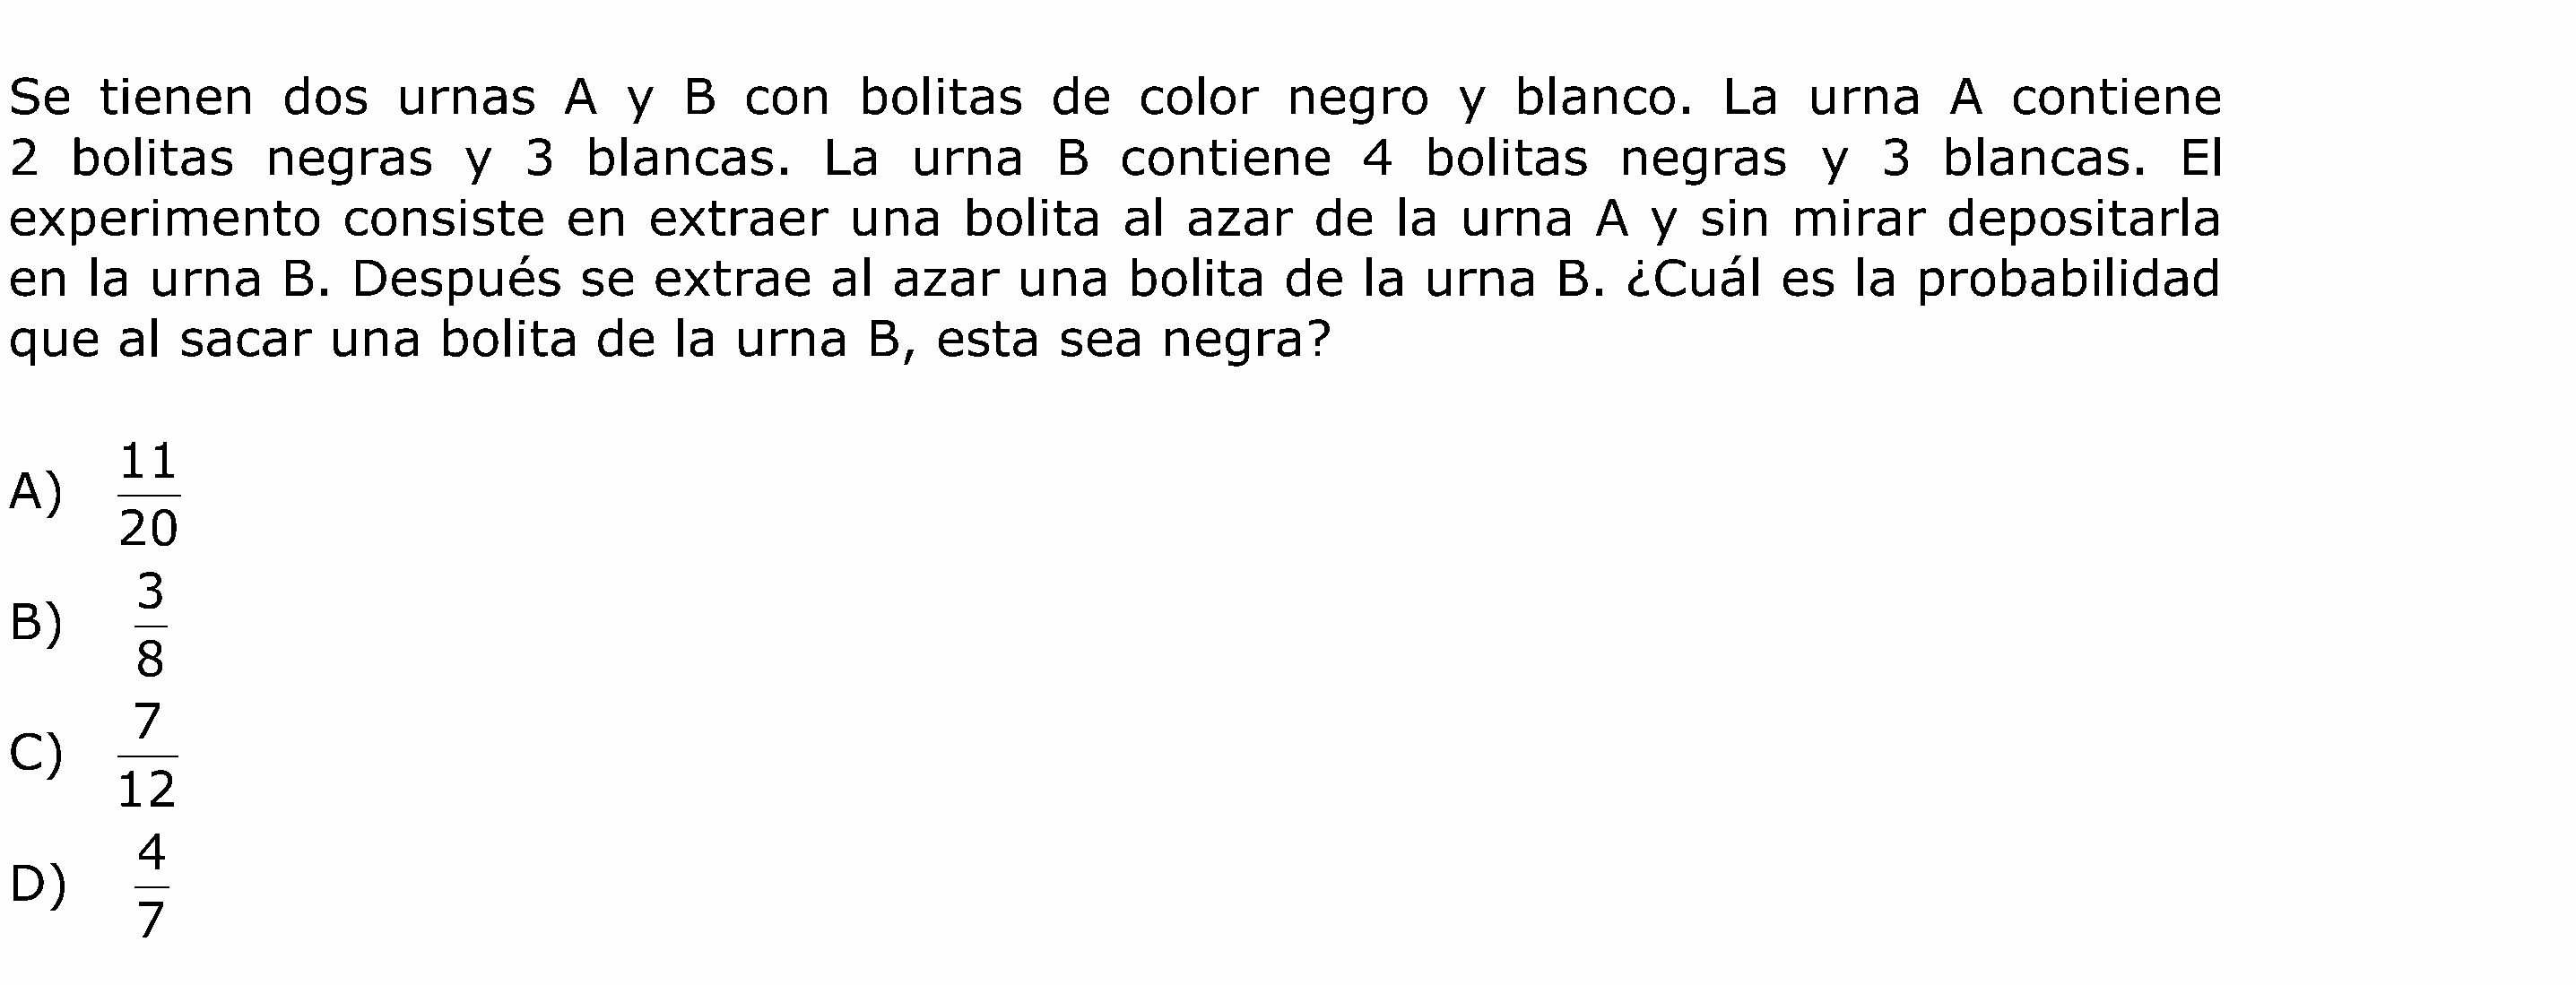 Se tienen dos urnas A y B con bolitas de color negro y blanco. La urna A contiene
2 bolitas negras y 3 blancas. La urna B contiene 4 bolitas negras y 3 blancas. El
experimento consiste en extraer una bolita al azar de la urna A y sin mirar depositarla
en la urna B. Después se extrae al azar una bolita de la urna B. ¿Cuál es la probabilidad
que al sacar una bolita de la urna B, esta sea negra?
A) 11/20
B) 3/8
C) 7/12
D) 4/7